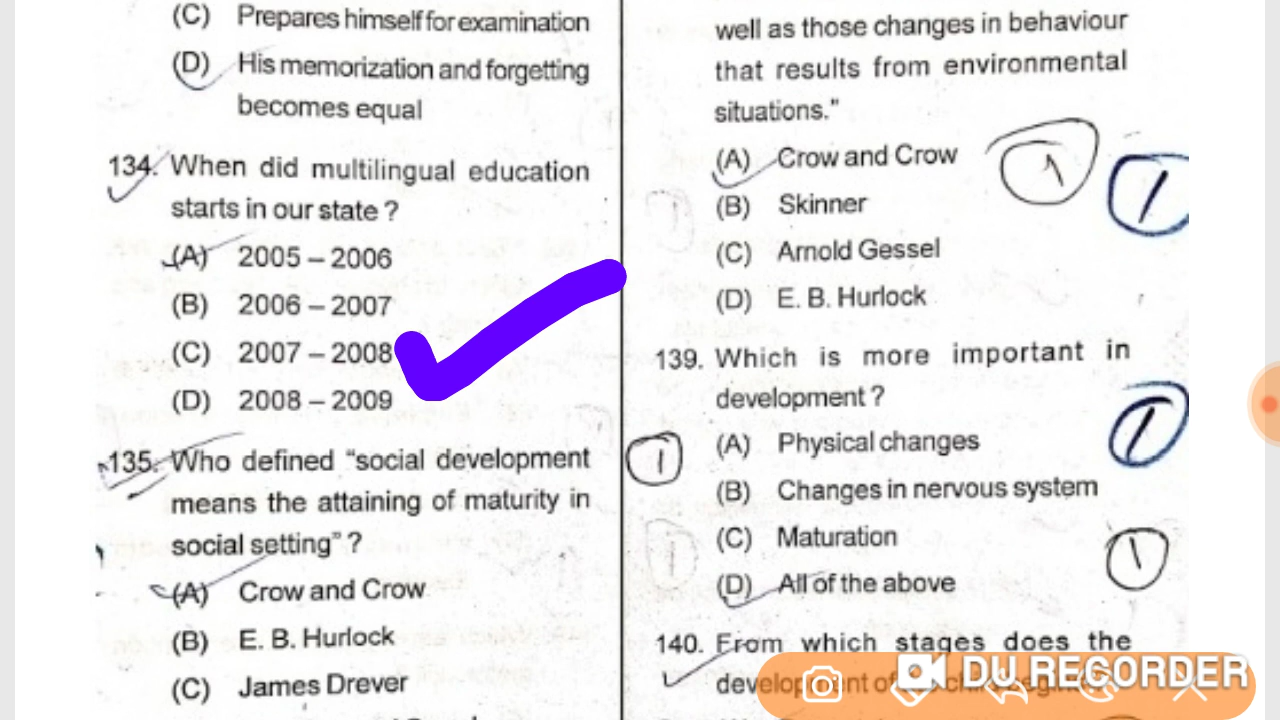 (C) Prepares himself for examination
(D) His memorization and forgetting
becomes equal
134. When did multilingual education
starts in our state ?
(A) 2005 – 2006
(B) 2006 – 2007
(C) 2007 – 2008
(D) 2008 – 2009
135. Who defined “social development
means the attaining of maturity in
social setting” ?
(A) Crow and Crow
(B) E. B. Hurlock
(C) James Drever
well as those changes in behaviour
that results from environmental
situations.”
(A) Crow and Crow
(B) Skinner
(C) Arnold Gessel
(D) E. B. Hurlock
139. Which is more important in
development ?
(A) Physical changes
(B) Changes in nervous system
(C) Maturation
(D) All of the above
140. From which stages does the
development of
DU RECORDER